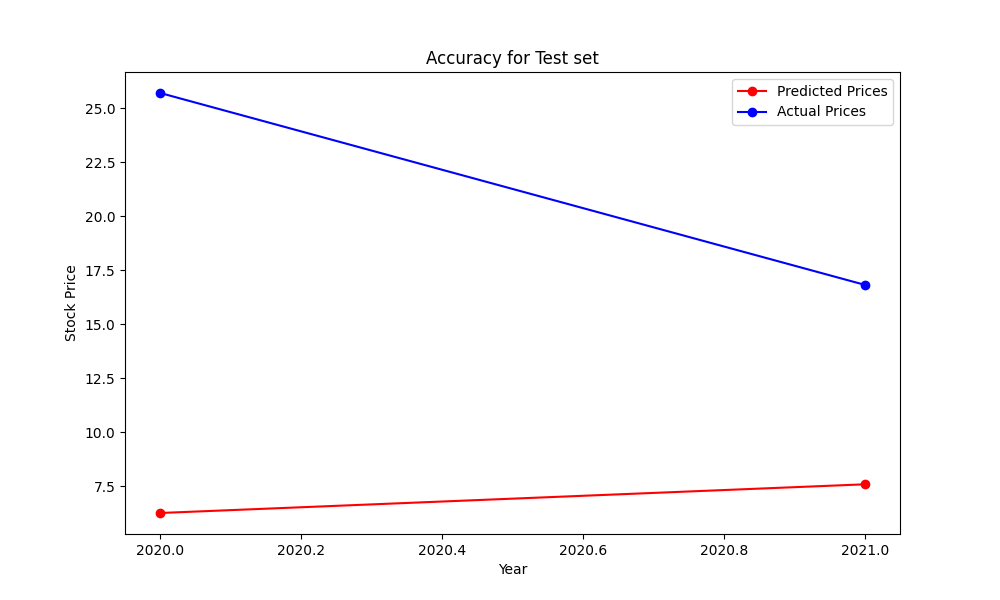 Accuracy for Test set
Predicted Prices
Actual Prices
25.0
22.5
20.0
17.5
15.0
12.5
10.0
7.5
Stock Price
2020.0 2020.2 2020.4 2020.6 2020.8 2021.0
Year